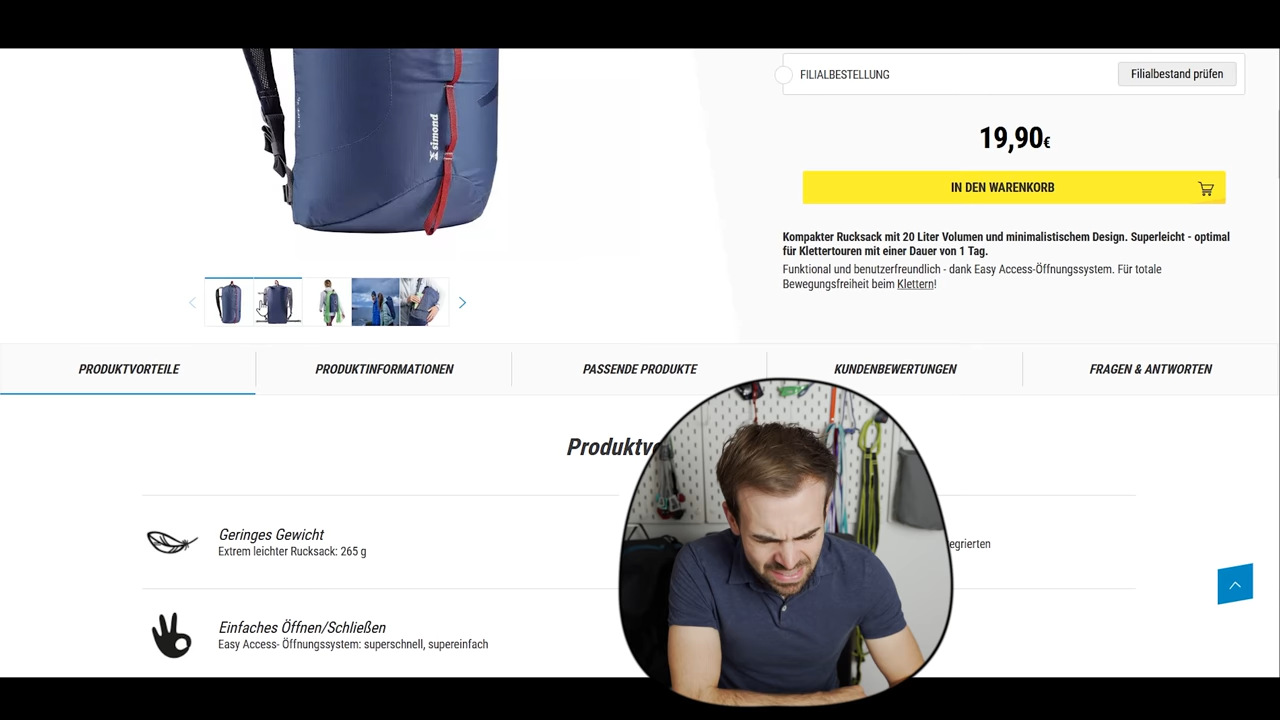 FILIALBESTELLUNG
Filialbestand prüfen
simond
19,90€
IN DEN WARENKORB
Kompakter Rucksack mit 20 Liter Volumen und minimalistischem Design. Superleicht - optimal
für Klettertouren mit einer Dauer von 1 Tag.
Funktional und benutzerfreundlich - dank Easy Access-Öffnungssystem. Für totale
Bewegungsfreiheit beim Klettern!
PRODUKTVORTEILE
PRODUKTINFORMATIONEN
PASSENDE PRODUKTE
KUNDENBEWERTUNGEN
FRAGEN & ANTWORTEN
Produktvo
Geringes Gewicht
Extrem leichter Rucksack: 265 g
egrierten
Einfaches Öffnen/Schließen
Easy Access- Öffnungssystem: superschnell, supereinfach